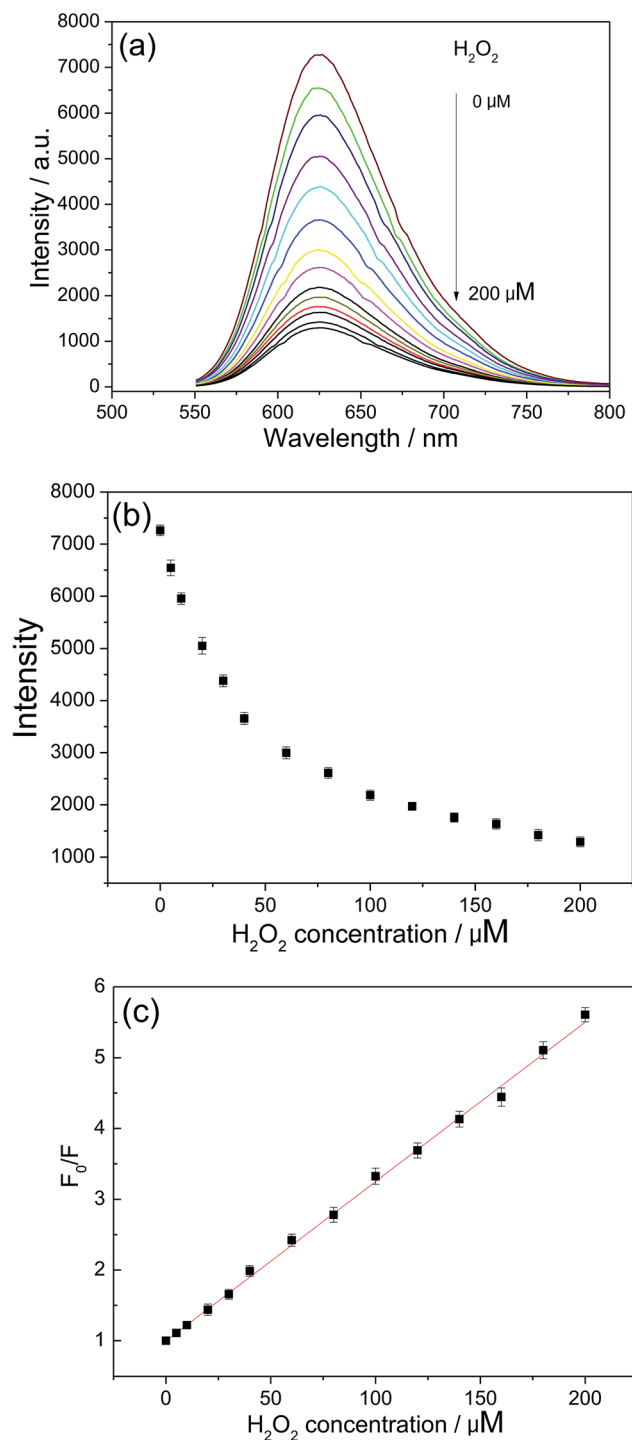 (a)
H₂O₂
0 µM
200 µM
8000
7000
6000
5000
4000
3000
2000
1000
0
Intensity / a.u.
500 550 600 650 700 750 800
Wavelength / nm
(b)
8000
7000
6000
5000
4000
3000
2000
1000
Intensity
0 50 100 150 200
H₂O₂ concentration / µM
(c)
6
5
4
3
2
1
F₀/F
0 50 100 150 200
H₂O₂ concentration / µM